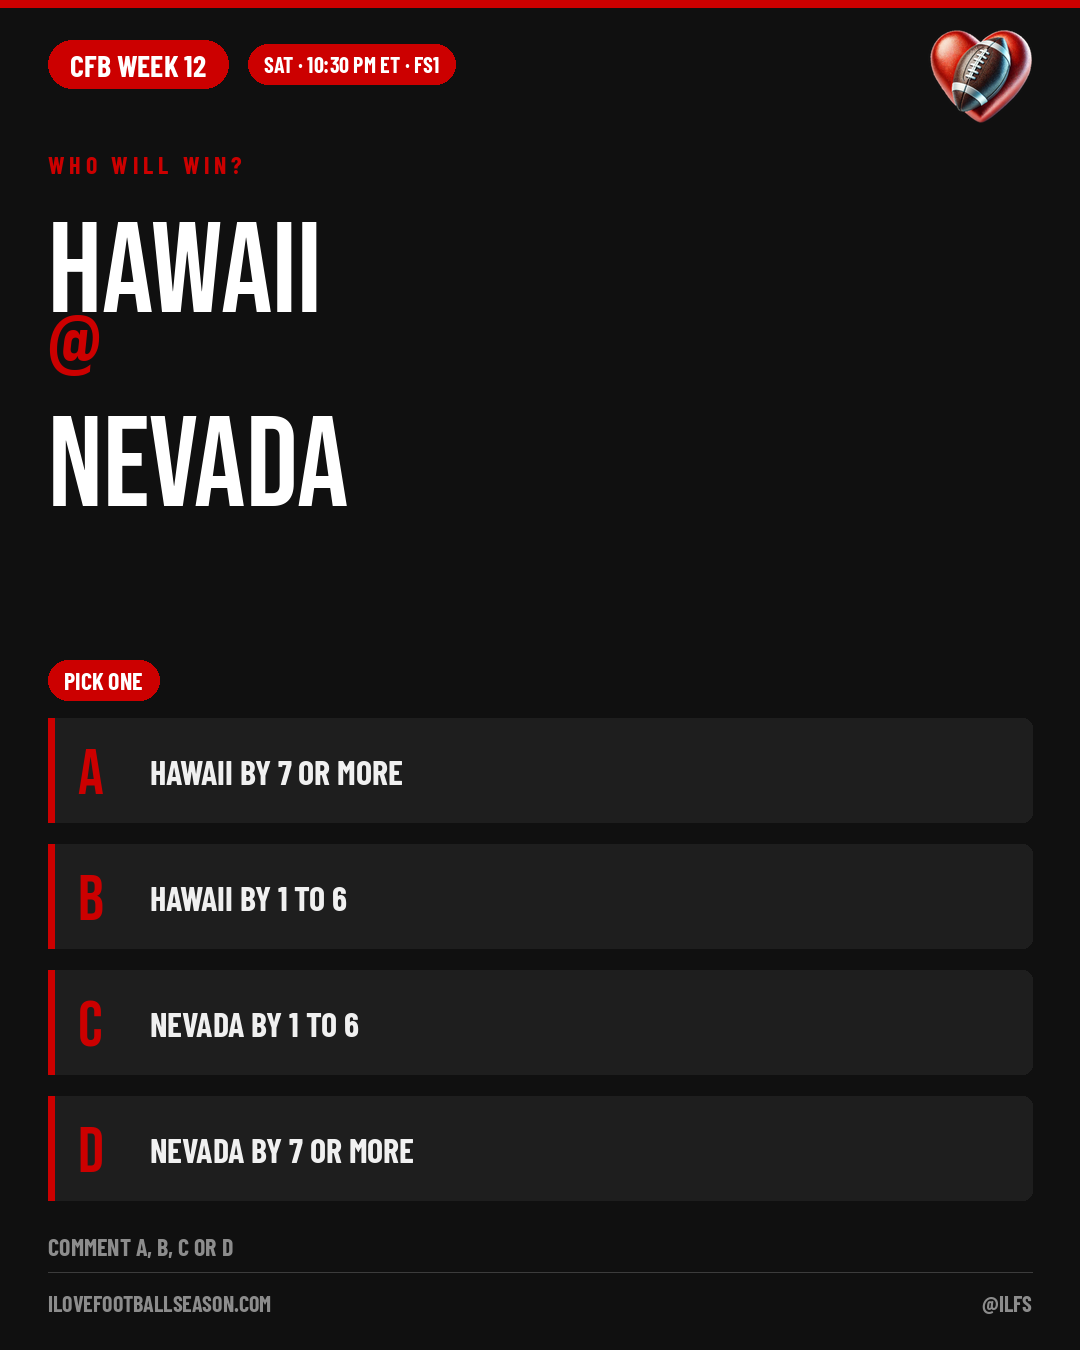 CFB WEEK 12
SAT · 10:30 PM ET · FS1
WHO WILL WIN?
HAWAII
@
NEVADA
PICK ONE
A HAWAII BY 7 OR MORE
B HAWAII BY 1 TO 6
C NEVADA BY 1 TO 6
D NEVADA BY 7 OR MORE
COMMENT A, B, C OR D
ILOVEFOOTBALLSEASON.COM
@ILFS